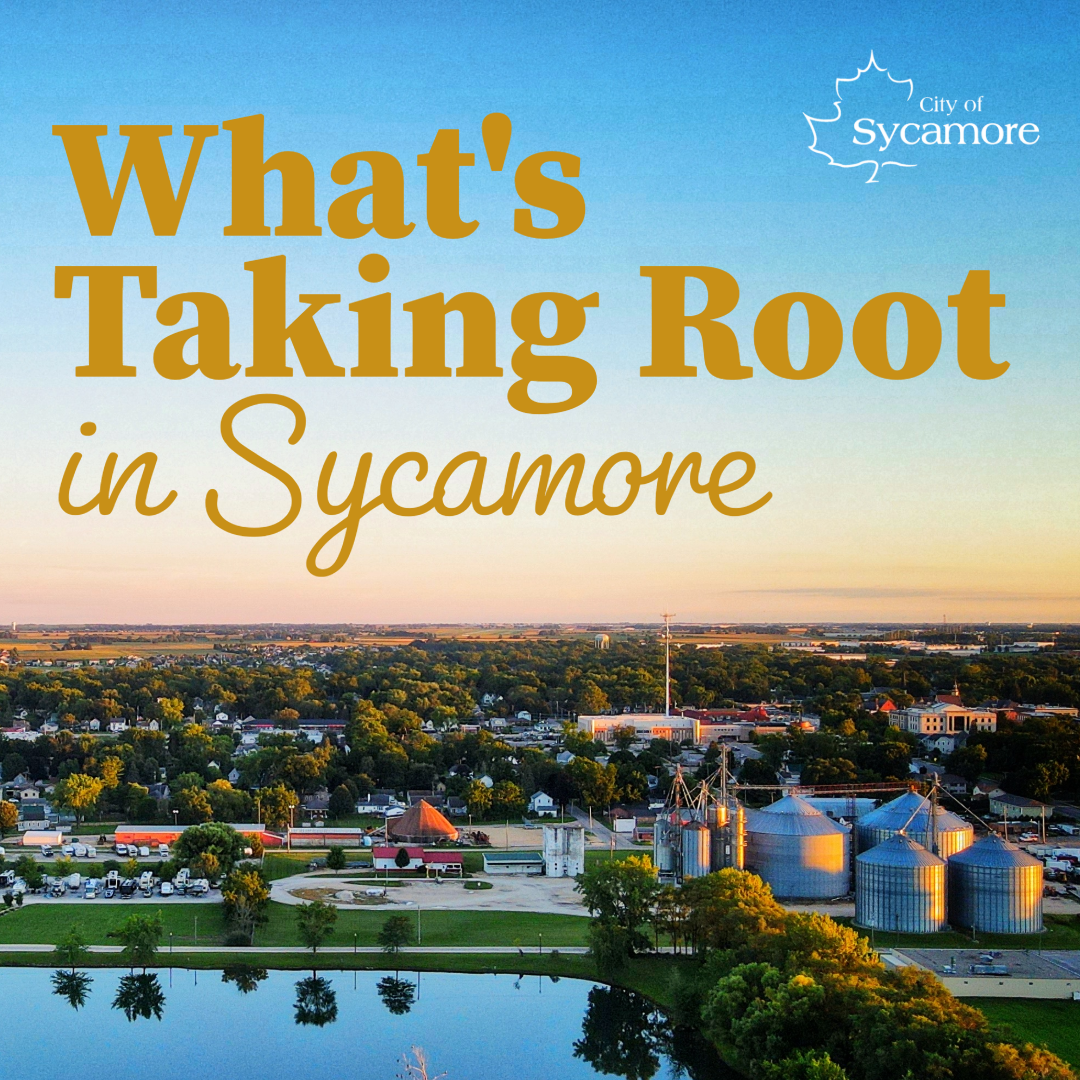 City of
Sycamore
What's
Taking Root
in Sycamore